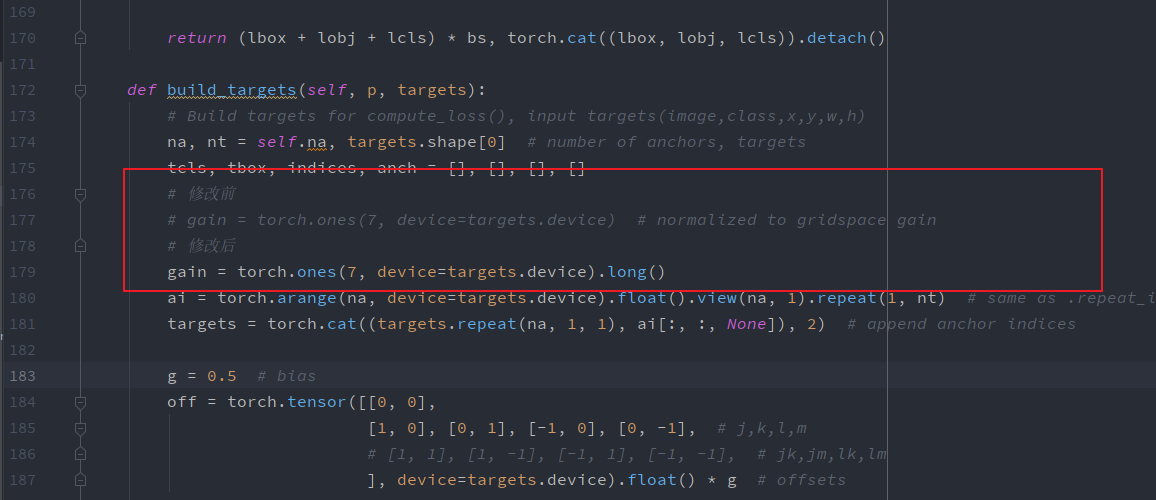 169
170 return (lbox + lobj + lcls) * bs, torch.cat((lbox, lobj, lcls)).detach()
171
172 def build_targets(self, p, targets):
173 # Build targets for compute_loss(), input targets(image,class,x,y,w,h)
174 na, nt = self.na, targets.shape[0]  # number of anchors, targets
175 tcls, tbox, indices, anch = [], [], [], []
176 # 修改前
177 # gain = torch.ones(7, device=targets.device)  # normalized to gridspace gain
178 # 修改后
179 gain = torch.ones(7, device=targets.device).long()
180 ai = torch.arange(na, device=targets.device).float().view(na, 1).repeat(1, nt)  # same as .repeat_i
181 targets = torch.cat((targets.repeat(na, 1, 1), ai[:, :, None]), 2)  # append anchor indices
182
183 g = 0.5  # bias
184 off = torch.tensor([[0, 0],
185 [1, 0], [0, 1], [-1, 0], [0, -1],  # j,k,l,m
186 # [1, 1], [1, -1], [-1, 1], [-1, -1],  # jk,jm,lk,lm
187 ], device=targets.device).float() * g  # offsets